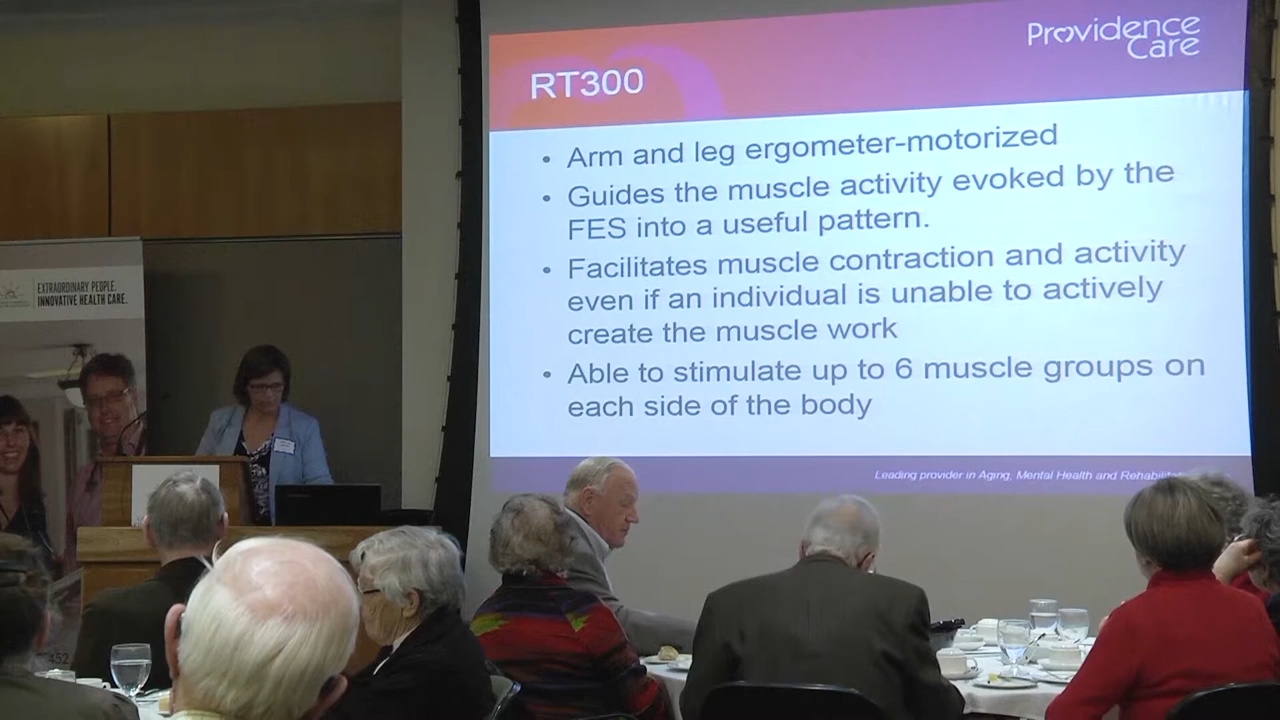 Providence
Care
RT300
• Arm and leg ergometer-motorized
• Guides the muscle activity evoked by the
FES into a useful pattern.
• Facilitates muscle contraction and activity
even if an individual is unable to actively
create the muscle work
• Able to stimulate up to 6 muscle groups on
each side of the body
Leading provider in Aging, Mental Health and
EXTRAORDINARY PEOPLE.
INNOVATIVE HEALTH CARE.
452